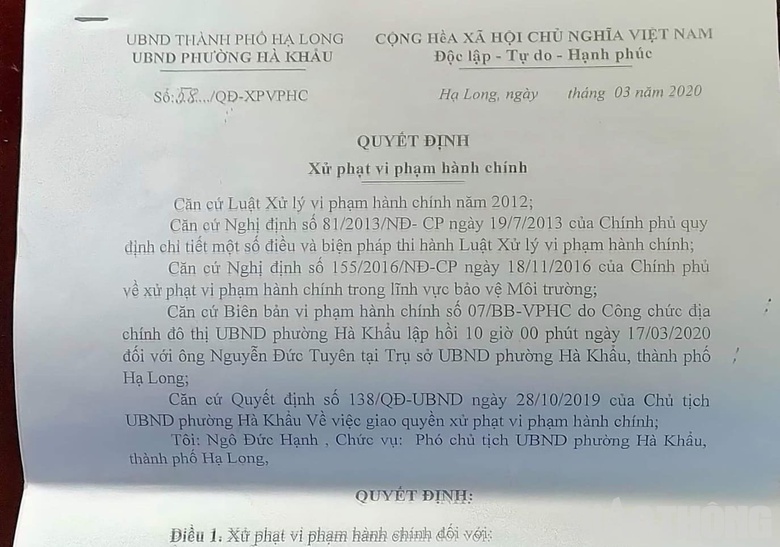 UBND THÀNH PHỐ HẠ LONG
UBND PHƯỜNG HÀ KHẨU
CỘNG HềA XÃ HỘI CHỦ NGHĨA VIỆT NAM
Độc lập - Tự do - Hạnh phúc
Số:58.../QĐ-XPVPHC
Hạ Long, ngày tháng 03 năm 2020
QUYẾT ĐỊNH
Xử phạt vi phạm hành chính
Căn cứ Luật Xử lý vi phạm hành chính năm 2012;
Căn cứ Nghị định số 81/2013/NĐ- CP ngày 19/7/2013 của Chính phủ quy
định chi tiết một số điều và biện pháp thi hành Luật Xử lý vi phạm hành chính;
Căn cứ Nghị định số 155/2016/NĐ-CP ngày 18/11/2016 của Chính phủ
về xử phạt vi phạm hành chính trong lĩnh vực bảo vệ Môi trường;
Căn cứ Biên bản vi phạm hành chính số 07/BB-VPHC do Công chức địa
chính đô thị UBND phường Hà Khẩu lập hồi 10 giờ 00 phút ngày 17/03/2020
đối với ông Nguyễn Đức Tuyên tại Trụ sở UBND phường Hà Khẩu, thành phố
Hạ Long;
Căn cứ Quyết định số 138/QĐ-UBND ngày 28/10/2019 của Chủ tịch
UBND phường Hà Khẩu Về việc giao quyền xử phạt vi phạm hành chính;
Tôi: Ngô Đức Hạnh , Chức vụ: Phó chủ tịch UBND phường Hà Khẩu,
thành phố Hạ Long,
QUYẾT ĐỊNH:
Điều 1. Xử phạt vi phạm hành chính đối với: